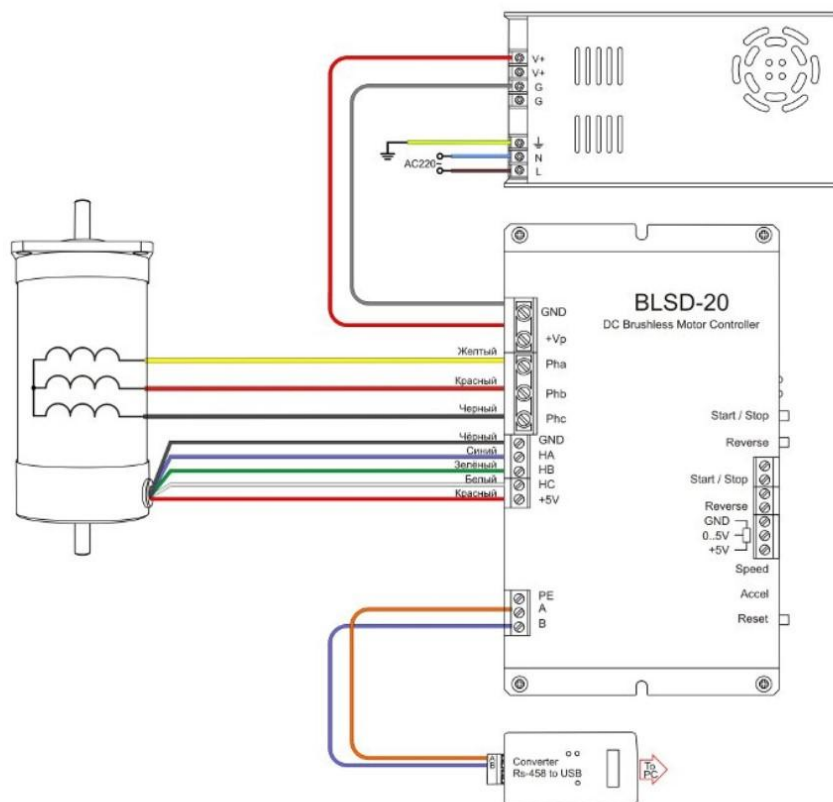 V+
V+
G
G
N
L
AC220~
BLSD-20
DC Brushless Motor Controller
GND
+Vp
Желтый
Pha
Красный
Phb
Черный
Phc
Чёрный
GND
Синий
HA
Зелёный
HB
Белый
HC
Красный
+5V
Start / Stop
Reverse
Start / Stop
Reverse
GND
0..5V
+5V
Speed
Accel
Reset
PE
A
B
A
B
Converter
Rs-458 to USB
To
PC